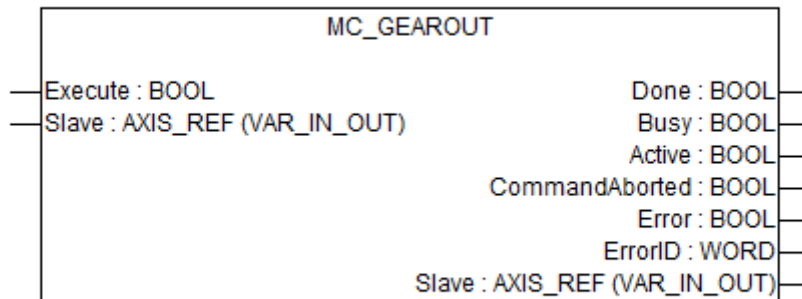 MC_GEAROUT
Execute : BOOL Done : BOOL
Slave : AXIS_REF (VAR_IN_OUT) Busy : BOOL
Active : BOOL
CommandAborted : BOOL
Error : BOOL
ErrorID : WORD
Slave : AXIS_REF (VAR_IN_OUT)